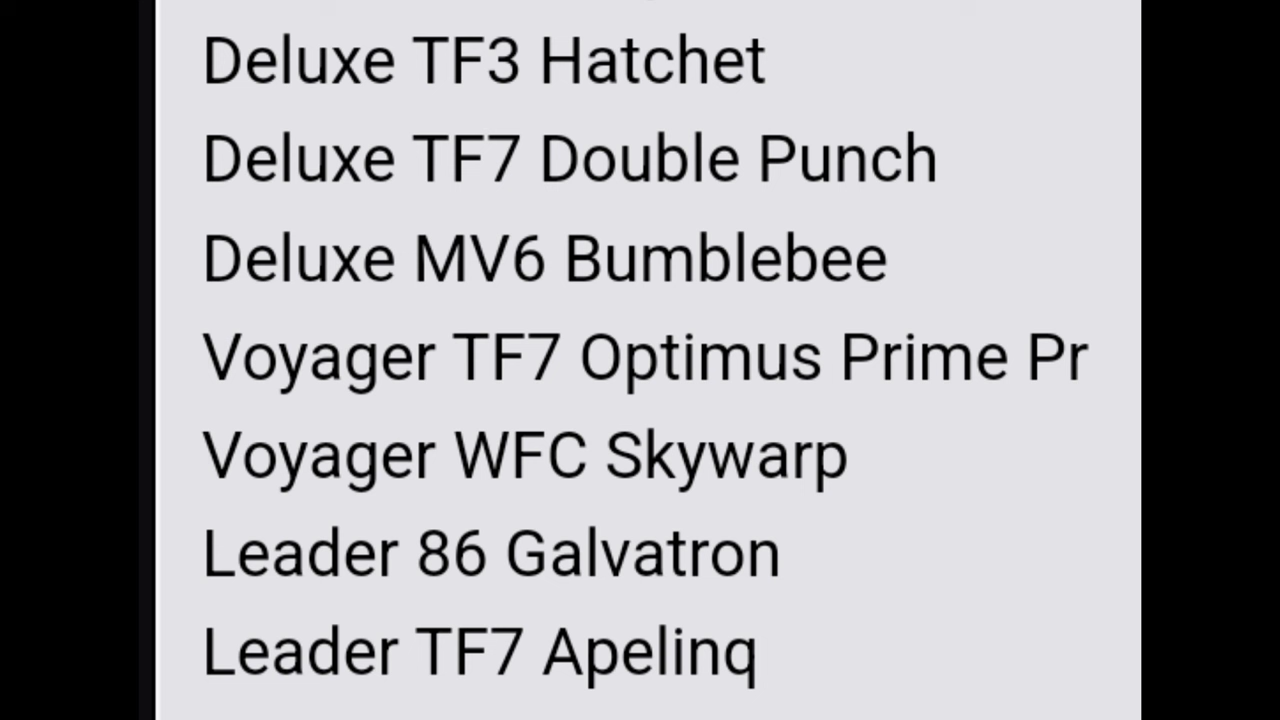 Deluxe TF3 Hatchet
Deluxe TF7 Double Punch
Deluxe MV6 Bumblebee
Voyager TF7 Optimus Prime Pr
Voyager WFC Skywarp
Leader 86 Galvatron
Leader TF7 Apelinq